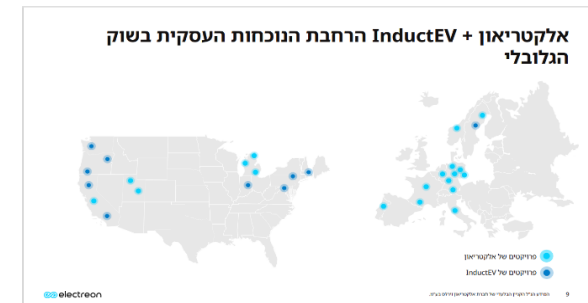 אלקטריאון + InductEV הרחבת הנוכחות העסקית בשוק
הגלובלי
פרויקטים של אלקטריאון
פרויקטים של InductEV
electreon
9